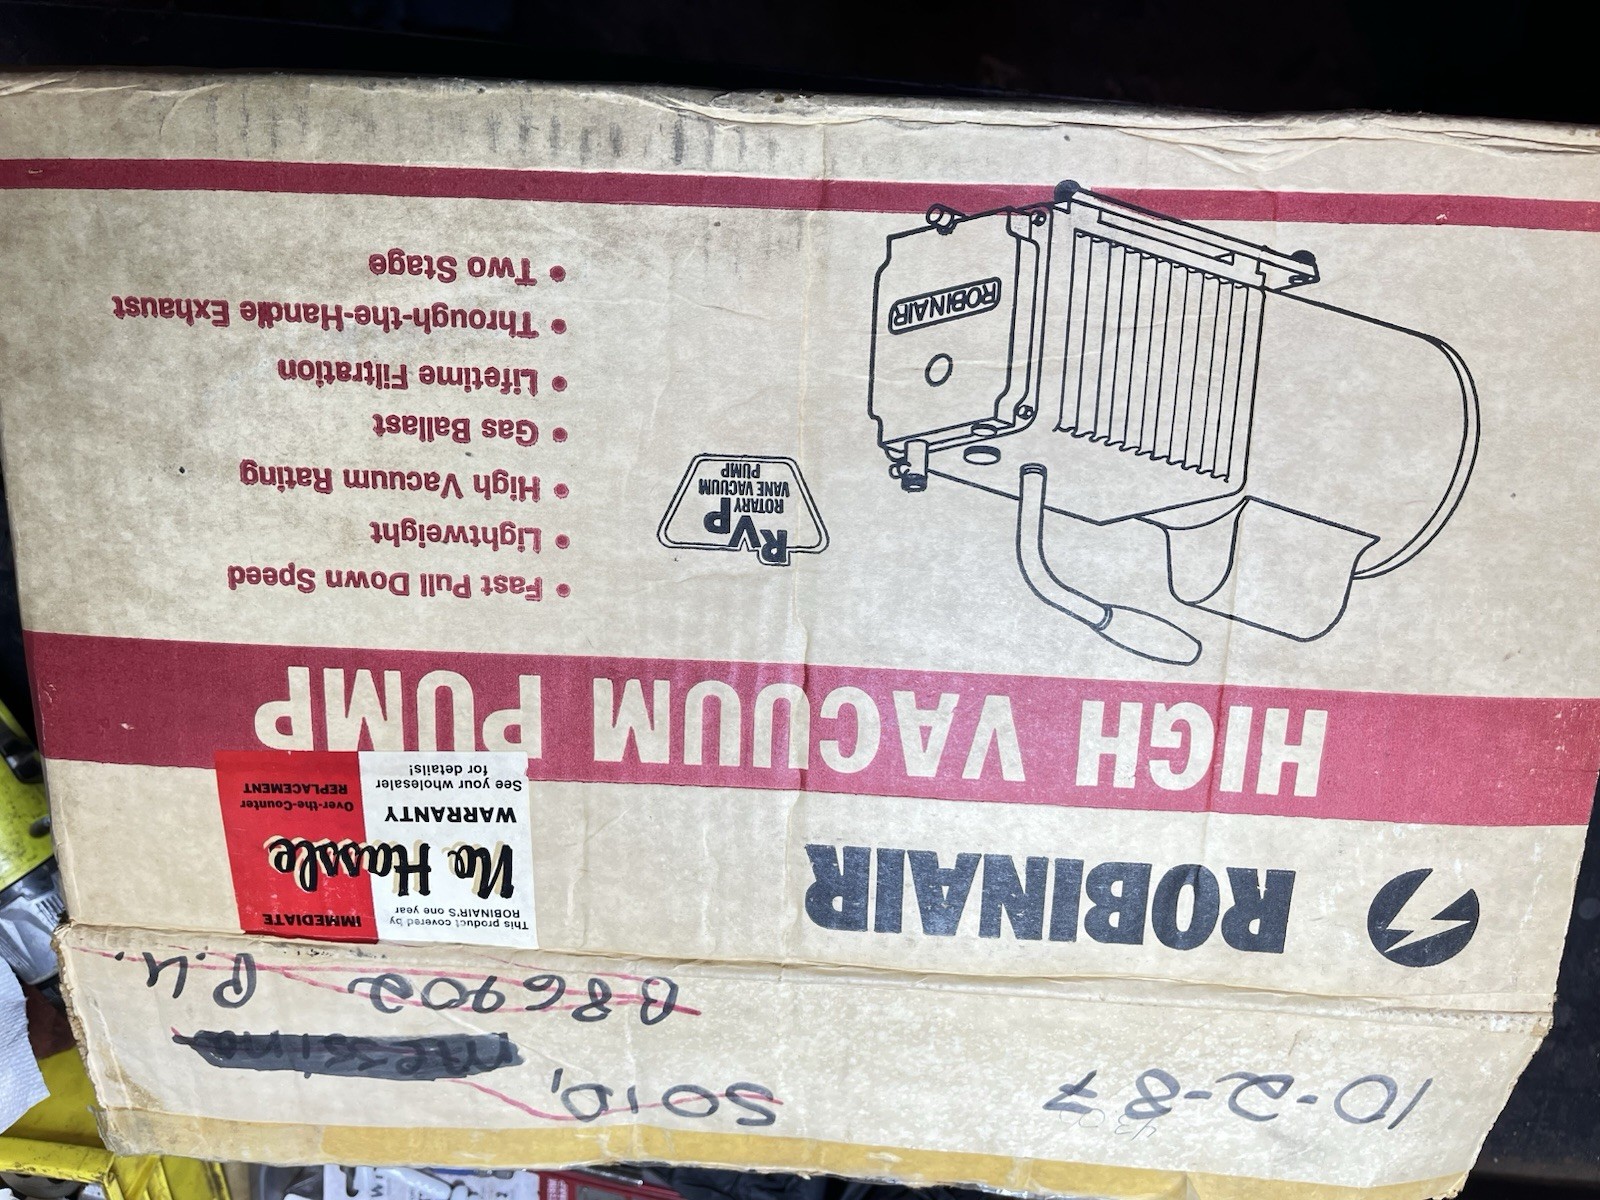 10-2-87
SOID,
B86902 P.U.
ROBINAIR
This product covered by
ROBINAIR'S one year
No Hassle
WARRANTY
See your wholesaler
for details!
IMMEDIATE
Over-the-Counter
REPLACEMENT
HIGH VACUUM PUMP
• Fast Pull Down Speed
• Lightweight
• High Vacuum Rating
• Gas Ballast
• Lifetime Filtration
• Through-the-Handle Exhaust
• Two Stage
RVP
ROTARY
VANE VACUUM
PUMP
ROBINAIR